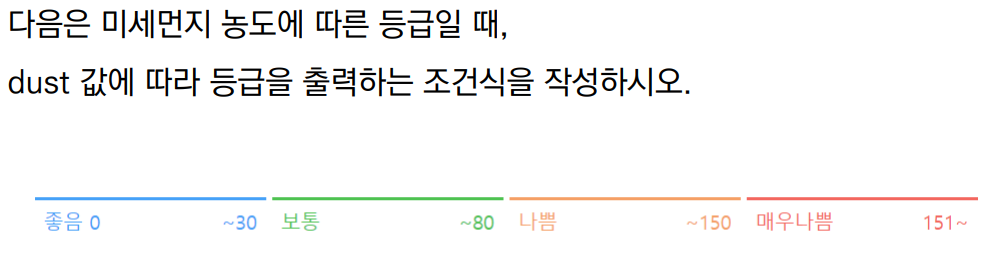 다음은 미세먼지 농도에 따른 등급일 때,
dust 값에 따라 등급을 출력하는 조건식을 작성하시오.
좋음 0 ~30 보통 ~80 나쁨 ~150 매우나쁨 151~